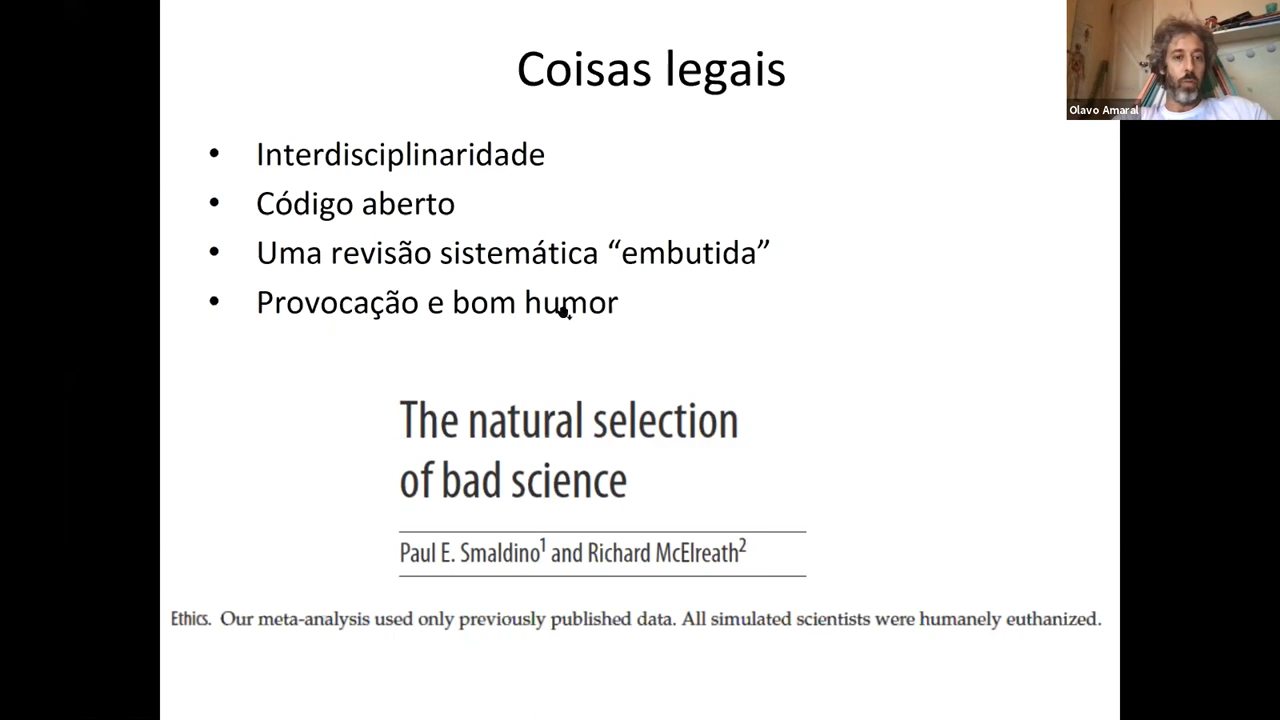 Coisas legais
Olavo Amaral
• Interdisciplinaridade
• Código aberto
• Uma revisão sistemática “embutida”
• Provocação e bom humor
The natural selection
of bad science
Paul E. Smaldino¹ and Richard McElreath²
Ethics. Our meta-analysis used only previously published data. All simulated scientists were humanely euthanized.